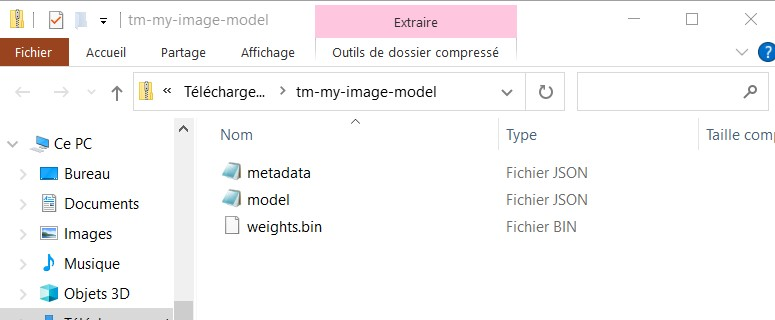 tm-my-image-model
Extraire
Fichier
Accueil
Partage
Affichage
Outils de dossier compressé
?
« Télécharge... > tm-my-image-model
Nom
Type
Taille comp
Ce PC
Bureau
Documents
Images
Musique
Objets 3D
metadata
Fichier JSON
model
Fichier JSON
weights.bin
Fichier BIN